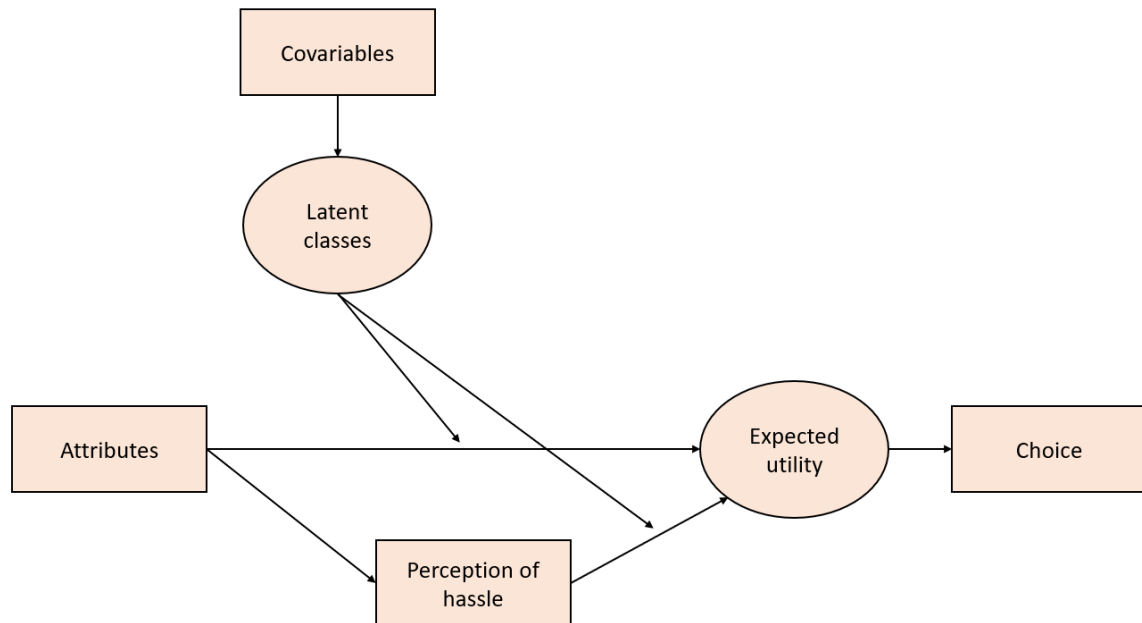 Covariables
Latent
classes
Attributes
Expected
utility
Choice
Perception of
hassle